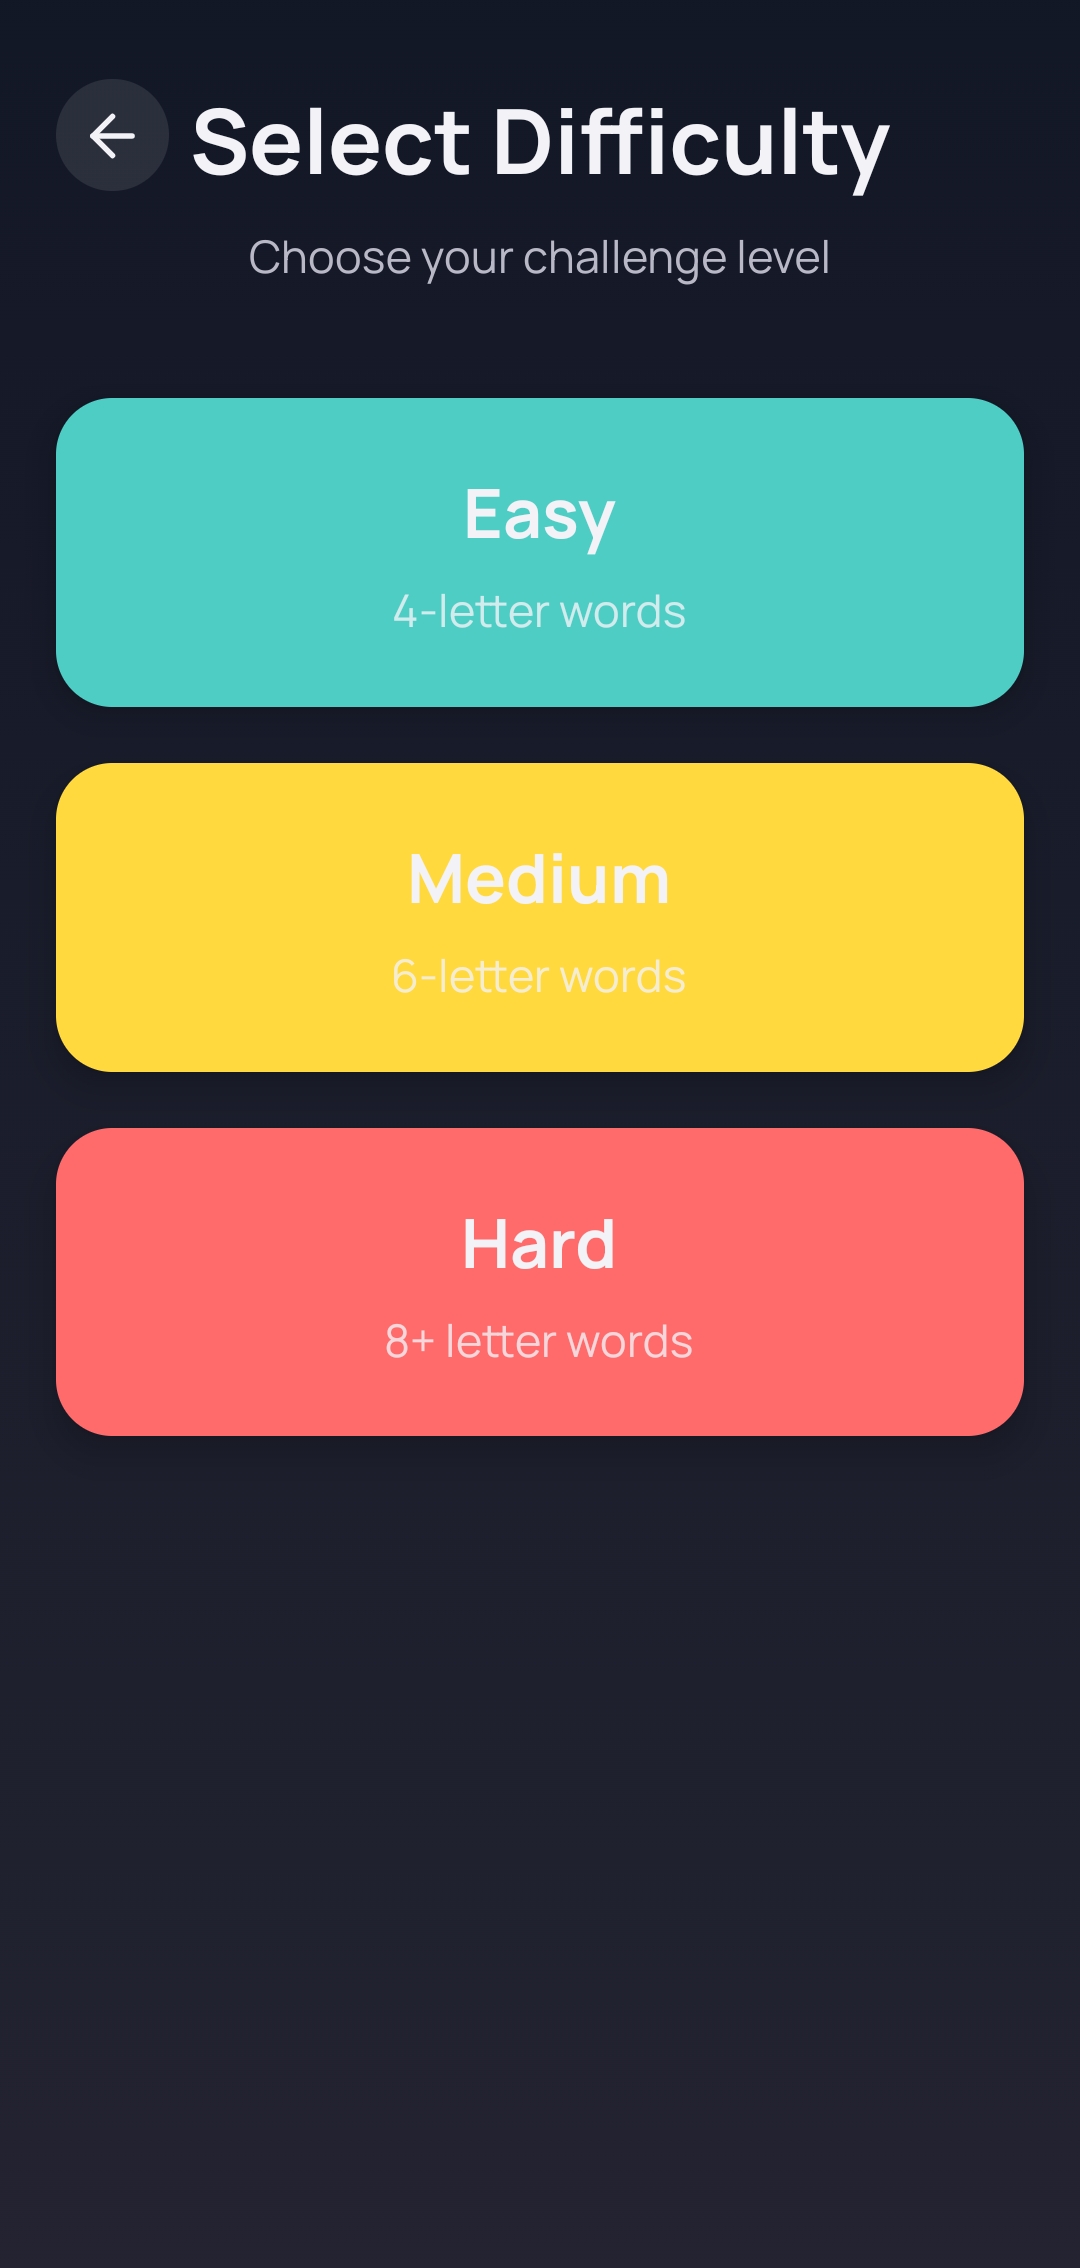 Select Difficulty
Choose your challenge level
Easy
4-letter words
Medium
6-letter words
Hard
8+ letter words